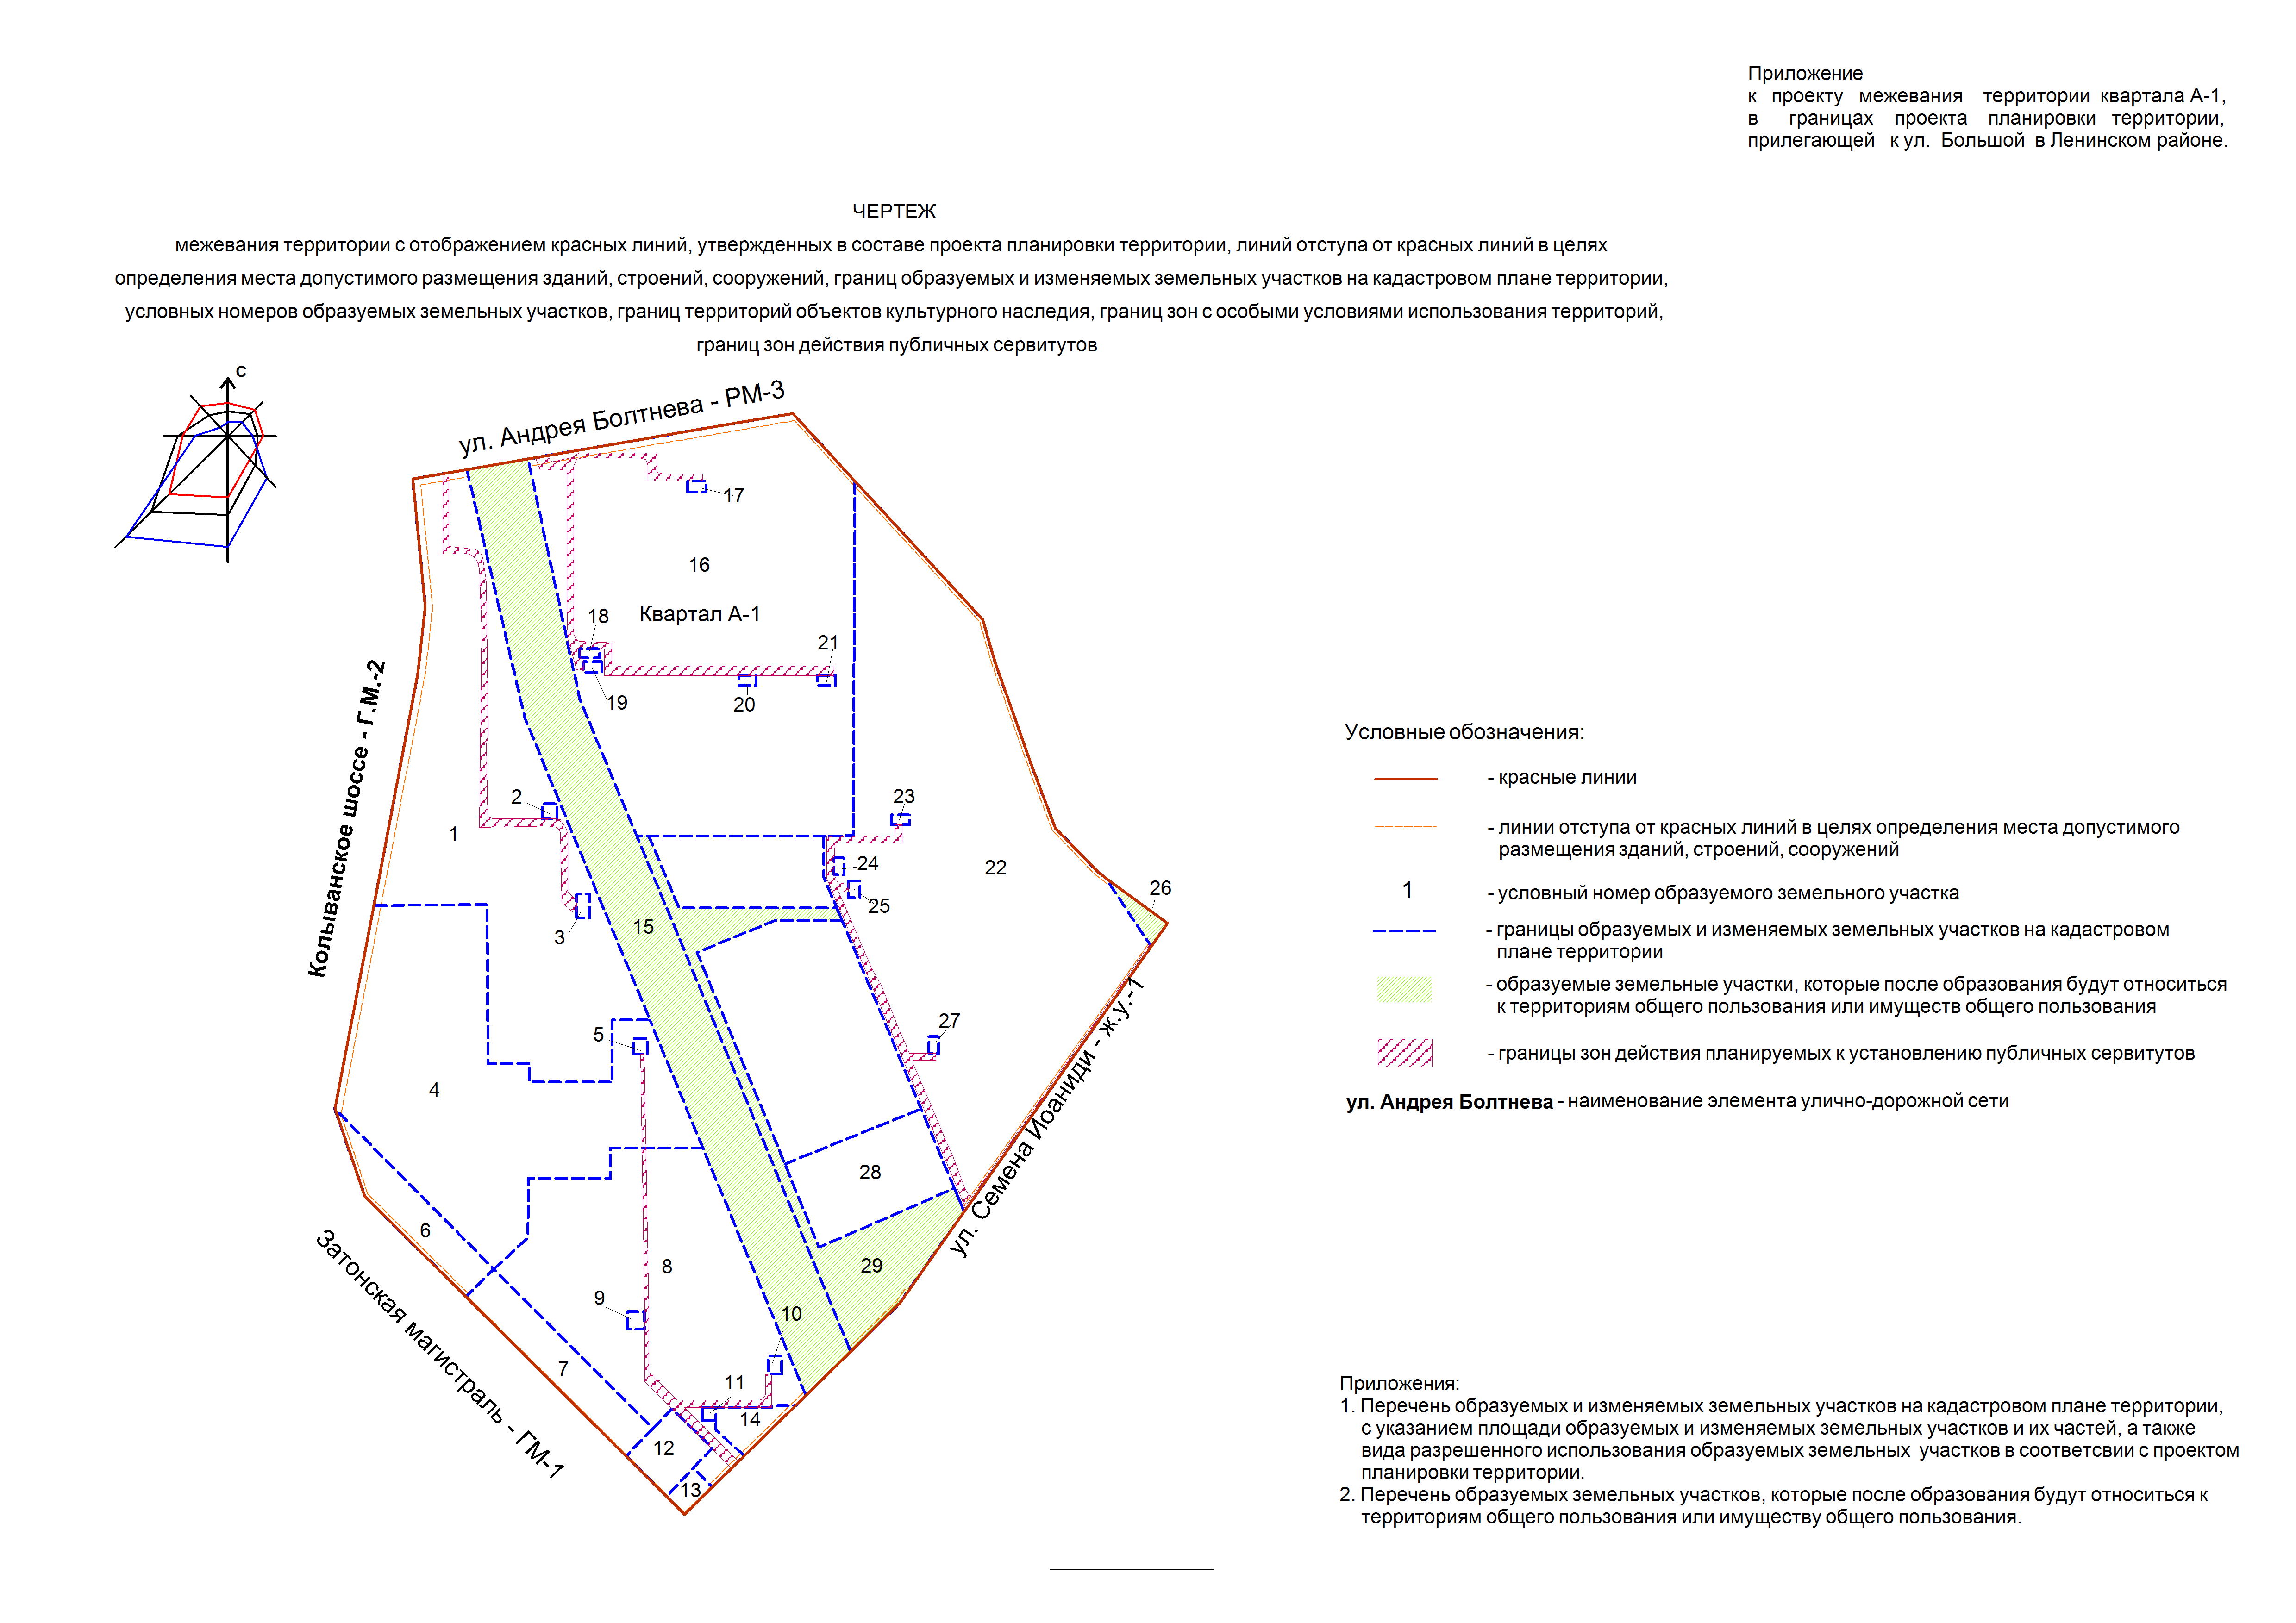 Приложение
к проекту межевания территории квартала А-1,
в границах проекта планировки территории,
прилегающей к ул. Большой в Ленинском районе.
ЧЕРТЕЖ
межевания территории с отображением красных линий, утвержденных в составе проекта планировки территории, линий отступа от красных линий в целях
определения места допустимого размещения зданий, строений, сооружений, границ образуемых и изменяемых земельных участков на кадастровом плане территории,
условных номеров образуемых земельных участков, границ территорий объектов культурного наследия, границ зон с особыми условиями использования территорий,
границ зон действия публичных сервитутов
С
ул. Андрея Болтнева - РМ-3
17
16
Квартал А-1
18
21
19
20
Колыванское шоссе - Г.М.-2
2
1
23
24
22
25
26
15
3
27
5
4
ул. Семена Иоаниди - ж.у.-1
28
6
29
8
9
10
Затонская магистраль - ГМ-1
7
11
14
12
13
Условные обозначения:
- красные линии
- линии отступа от красных линий в целях определения места допустимого
размещения зданий, строений, сооружений
1
- условный номер образуемого земельного участка
- границы образуемых и изменяемых земельных участков на кадастровом
плане территории
- образуемые земельные участки, которые после образования будут относиться
к территориям общего пользования или имуществ общего пользования
- границы зон действия планируемых к установлению публичных сервитутов
ул. Андрея Болтнева - наименование элемента улично-дорожной сети
Приложения:
1. Перечень образуемых и изменяемых земельных участков на кадастровом плане территории,
с указанием площади образуемых и изменяемых земельных участков и их частей, а также
вида разрешенного использования образуемых земельных участков в соответсвии с проектом
планировки территории.
2. Перечень образуемых земельных участков, которые после образования будут относиться к
территориям общего пользования или имуществу общего пользования.